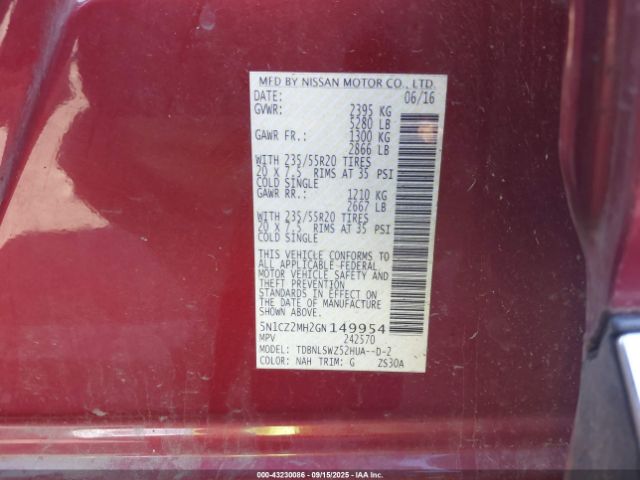 MFD BY NISSAN MOTOR CO., LTD.
DATE: 06/16
GVWR: 2395 KG
5280 LB
GAWR FR.: 1300 KG
2866 LB
WITH 235/55R20 TIRES
20 X 7.5 RIMS AT 35 PSI
COLD SINGLE
GAWR RR.: 1210 KG
2667 LB
WITH 235/55R20 TIRES
20 X 7.5 RIMS AT 35 PSI
COLD SINGLE
THIS VEHICLE CONFORMS TO
ALL APPLICABLE FEDERAL
MOTOR VEHICLE SAFETY AND
THEFT PREVENTION
STANDARDS IN EFFECT ON
THE DATE OF MANUFACTURE
SHOWN ABOVE.
5N1CZ2MH2GN149954
MPV 242570
MODEL: TDBNLSWZ52HUA--D-2
COLOR: NAH TRIM: G ZS30A
000-43230086 - 09/15/2025 - IAA Inc.